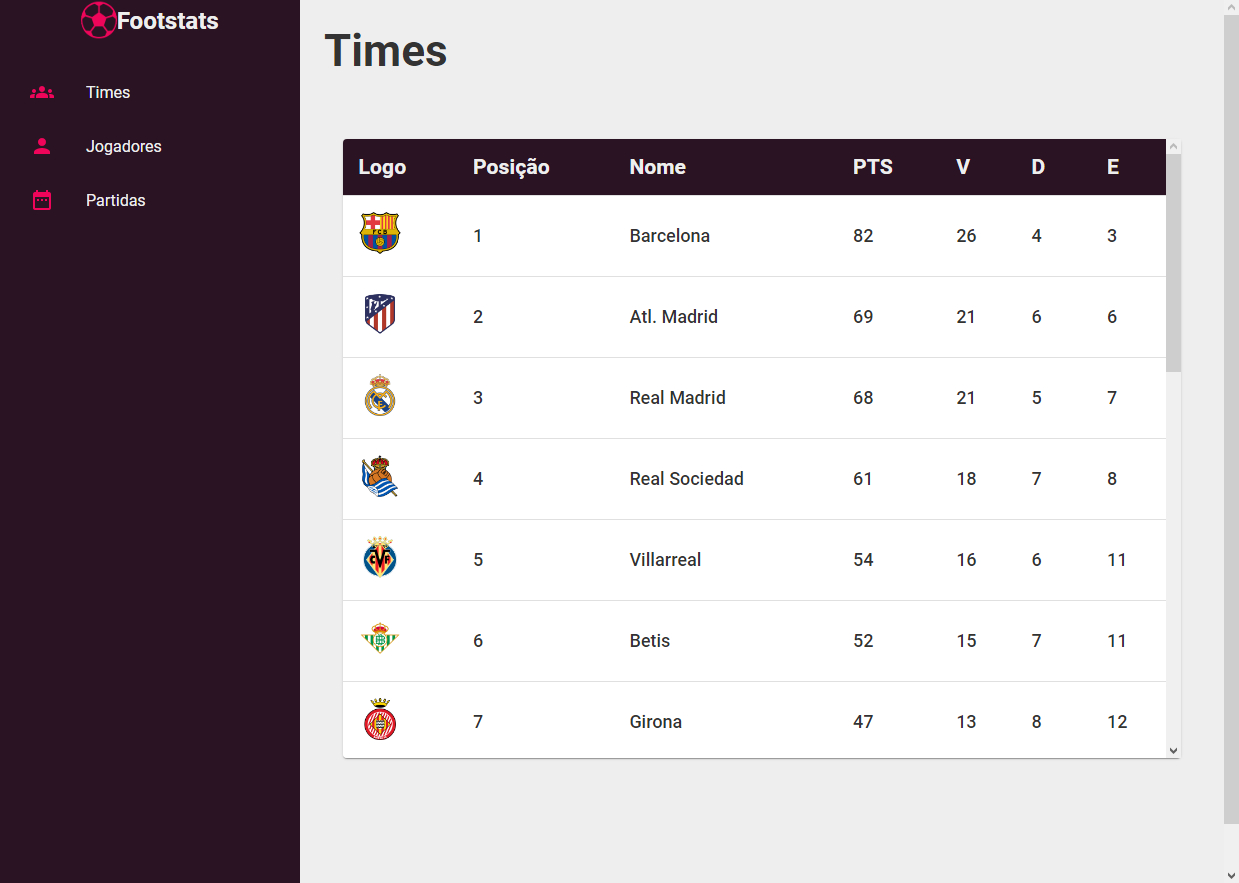 Footstats
Times
Jogadores
Partidas
Times
Logo Posição Nome PTS V D E
1 Barcelona 82 26 4 3
2 Atl. Madrid 69 21 6 6
3 Real Madrid 68 21 5 7
4 Real Sociedad 61 18 7 8
5 Villarreal 54 16 6 11
6 Betis 52 15 7 11
7 Girona 47 13 8 12